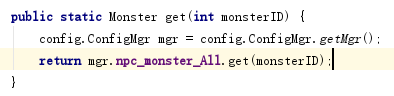 public static Monster get(int monsterID) {
    config.ConfigMgr mgr = config.ConfigMgr.getMgr();
    return mgr.npc_monster_All.get(monsterID);
}